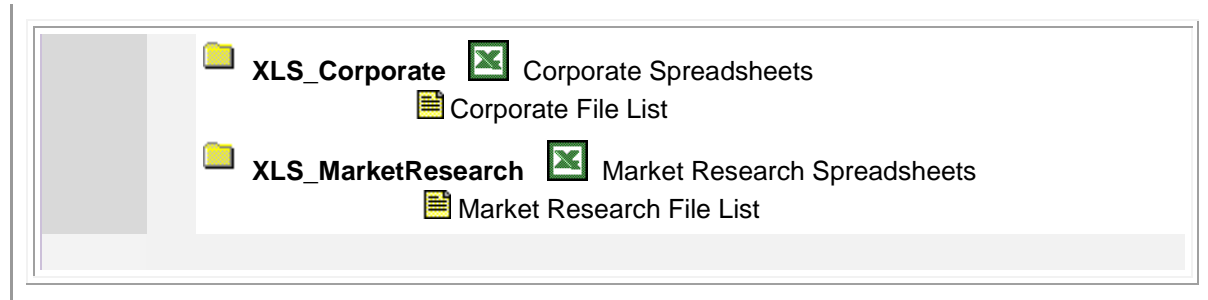 XLS_Corporate Corporate Spreadsheets
Corporate File List
XLS_MarketResearch Market Research Spreadsheets
Market Research File List